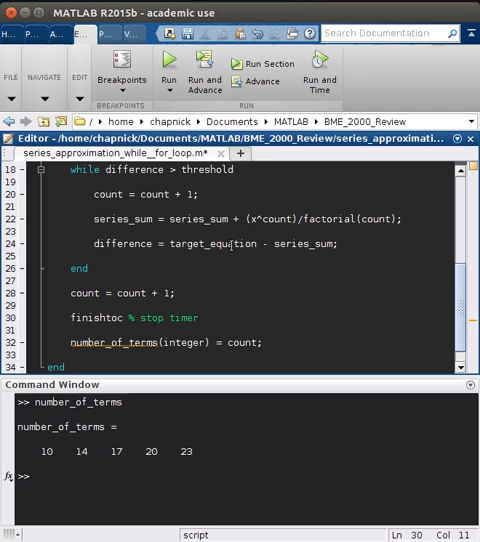 MATLAB R2015b - academic use
H... P... A... E... P... V... Search Documentation
FILE NAVIGATE EDIT Breakpoints Run Run and Advance Run Section Advance Run and Time
BREAKPOINTS RUN
/ home chapnick Documents MATLAB BME_2000_Review
Editor - /home/chapnick/Documents/MATLAB/BME_2000_Review/series_approximati...
series_approximation_while__for_loop.m* +
18 - while difference > threshold
19
20 - count = count + 1;
21
22 - series_sum = series_sum + (x^count)/factorial(count);
23
24 - difference = target_equation - series_sum;
25
26 - end
27
28 - count = count + 1;
29
30 - finishtoc % stop timer
31
32 - number_of_terms(integer) = count;
33
34 - end
Command Window
>> number_of_terms
number_of_terms =
10 14 17 20 23
fx >>
script Ln 30 Col 11